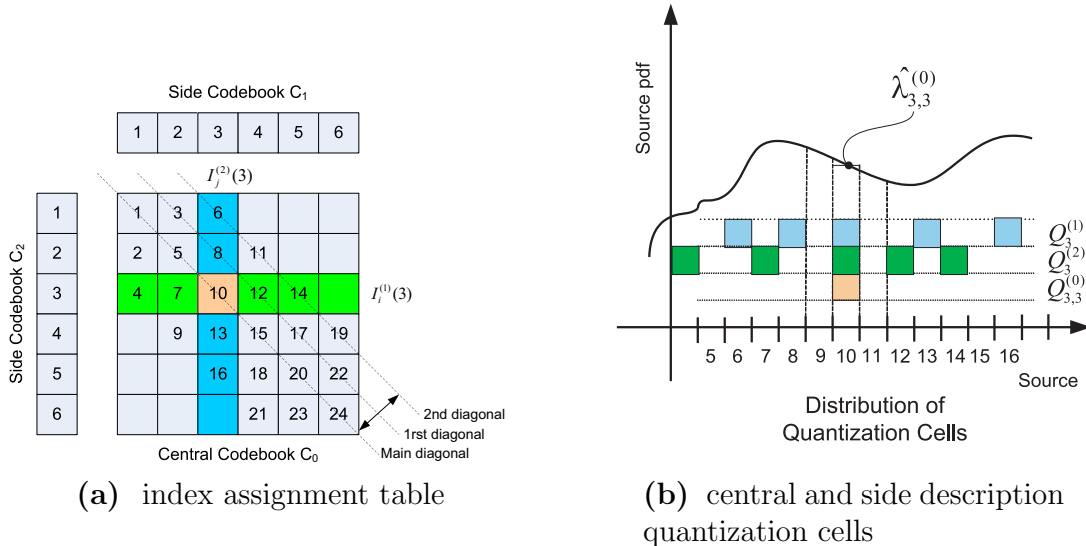 Side Codebook C1
1 2 3 4 5 6
I_j^{(2)}(3)
Side Codebook C2
1 1 3 6
2 2 5 8 11
3 4 7 10 12 14 I_i^{(1)}(3)
4 9 13 15 17 19
5 16 18 20 22
6 21 23 24
2nd diagonal
1rst diagonal
Main diagonal
Central Codebook C0
(a) index assignment table
Source pdf
λ̂_{3,3}^{(0)}
Q_3^{(1)}
Q_3^{(2)}
Q_{3,3}^{(0)}
5 6 7 8 9 10 11 12 13 14 15 16
Source
Distribution of
Quantization Cells
(b) central and side description
quantization cells